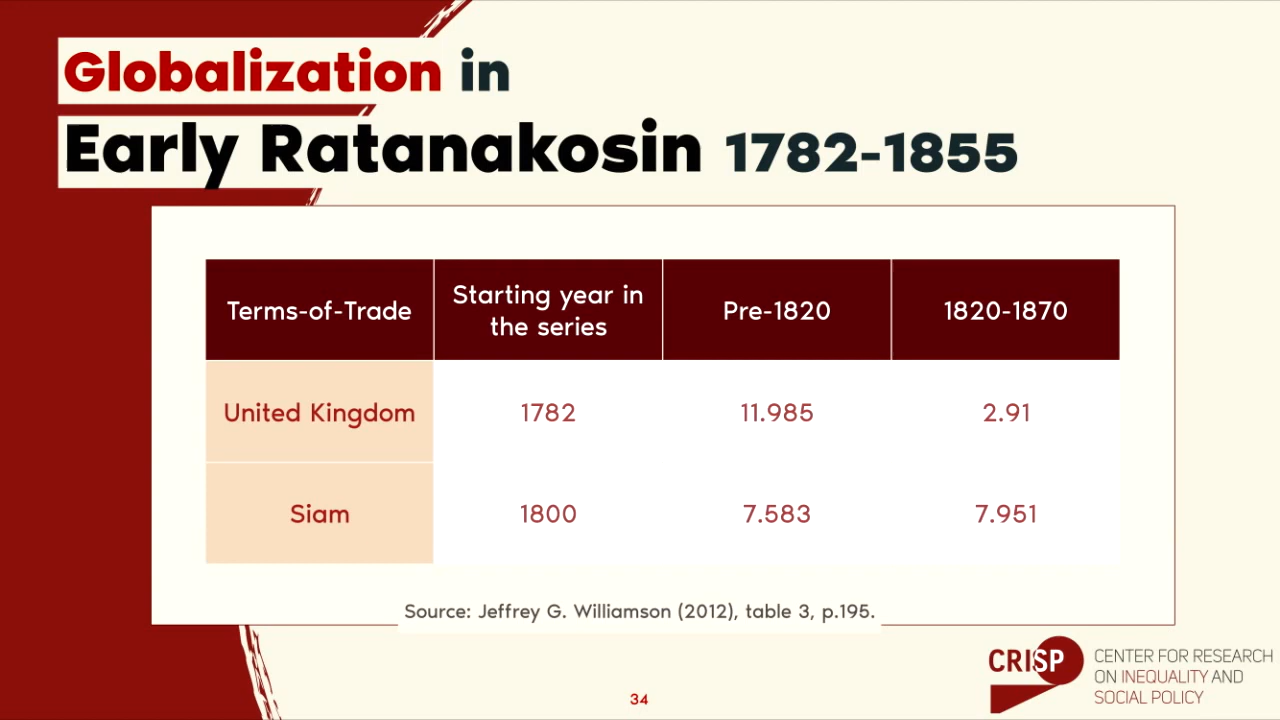 Globalization in
Early Ratanakosin 1782-1855
Terms-of-Trade
Starting year in
the series
Pre-1820
1820-1870
United Kingdom
1782
11.985
2.91
Siam
1800
7.583
7.951
Source: Jeffrey G. Williamson (2012), table 3, p.195.
34
CRISP
CENTER FOR RESEARCH
ON INEQUALITY AND
SOCIAL POLICY